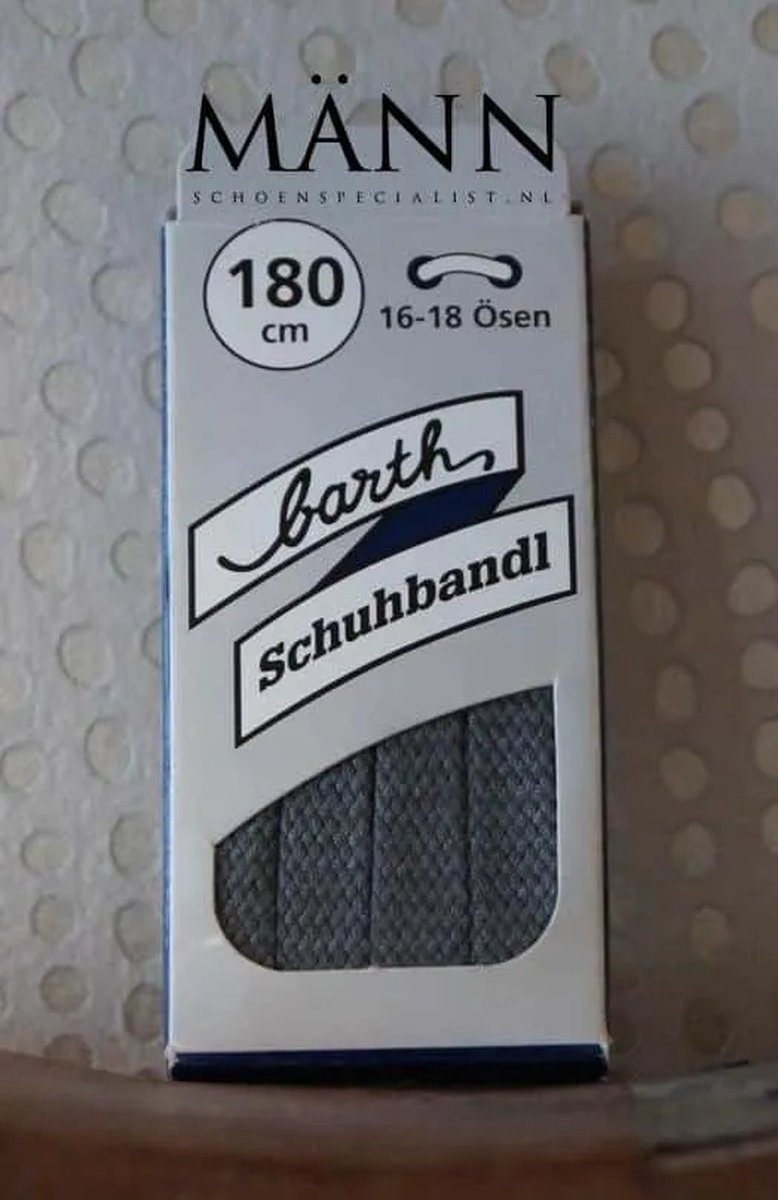 MÄNN
SCHOENSPECIALIST.NL
180
cm
16-18 Ösen
barth
Schuhbandl